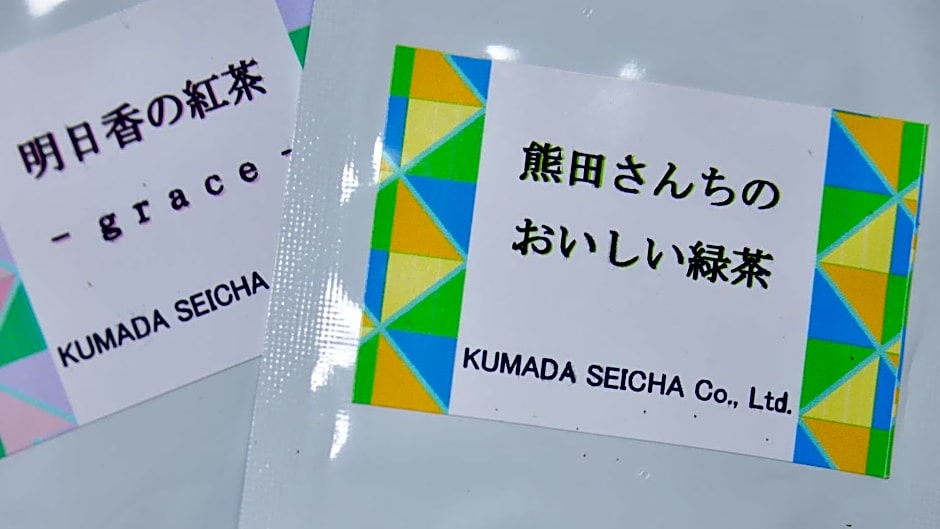 明日香の紅茶
- grace -
KUMADA SEICHA
熊田さんちの
おいしい緑茶
KUMADA SEICHA Co., Ltd.